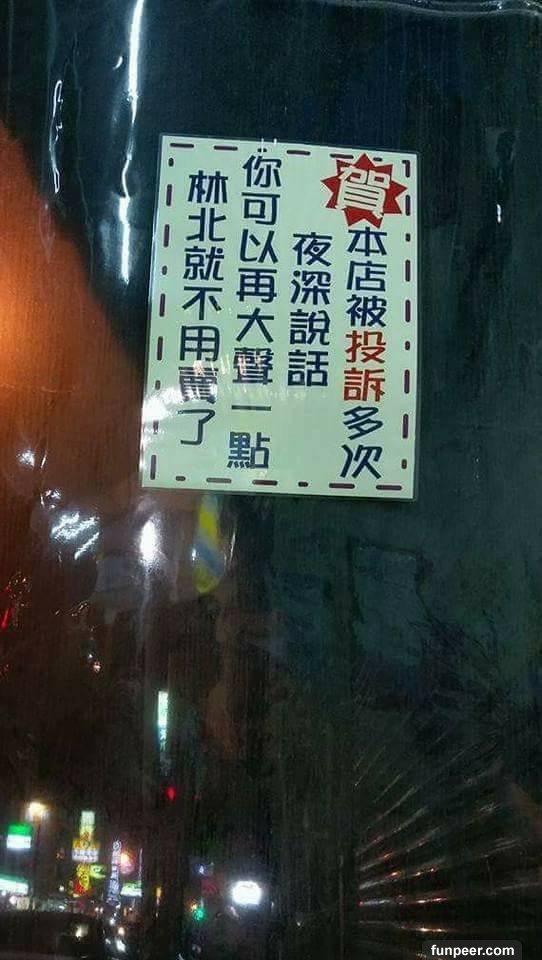 賀本店被投訴多次
夜深說話
你可以再大聲一點
林北就不用賣了
funpeer.com